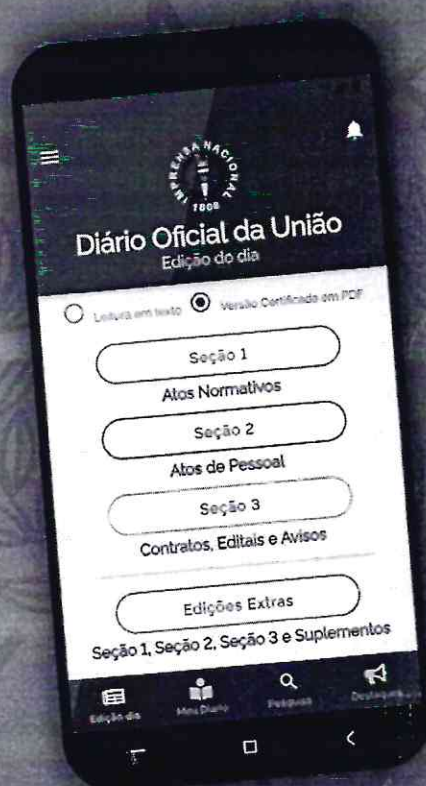 IMPRENSA NACIONAL
1808
Diário Oficial da União
Edição do dia
Leitura em texto Versão Certificada em PDF
Seção 1
Atos Normativos
Seção 2
Atos de Pessoal
Seção 3
Contratos, Editais e Avisos
Edições Extras
Seção 1, Seção 2, Seção 3 e Suplementos
Edição dia Meu Diário Pesquisa Destaques